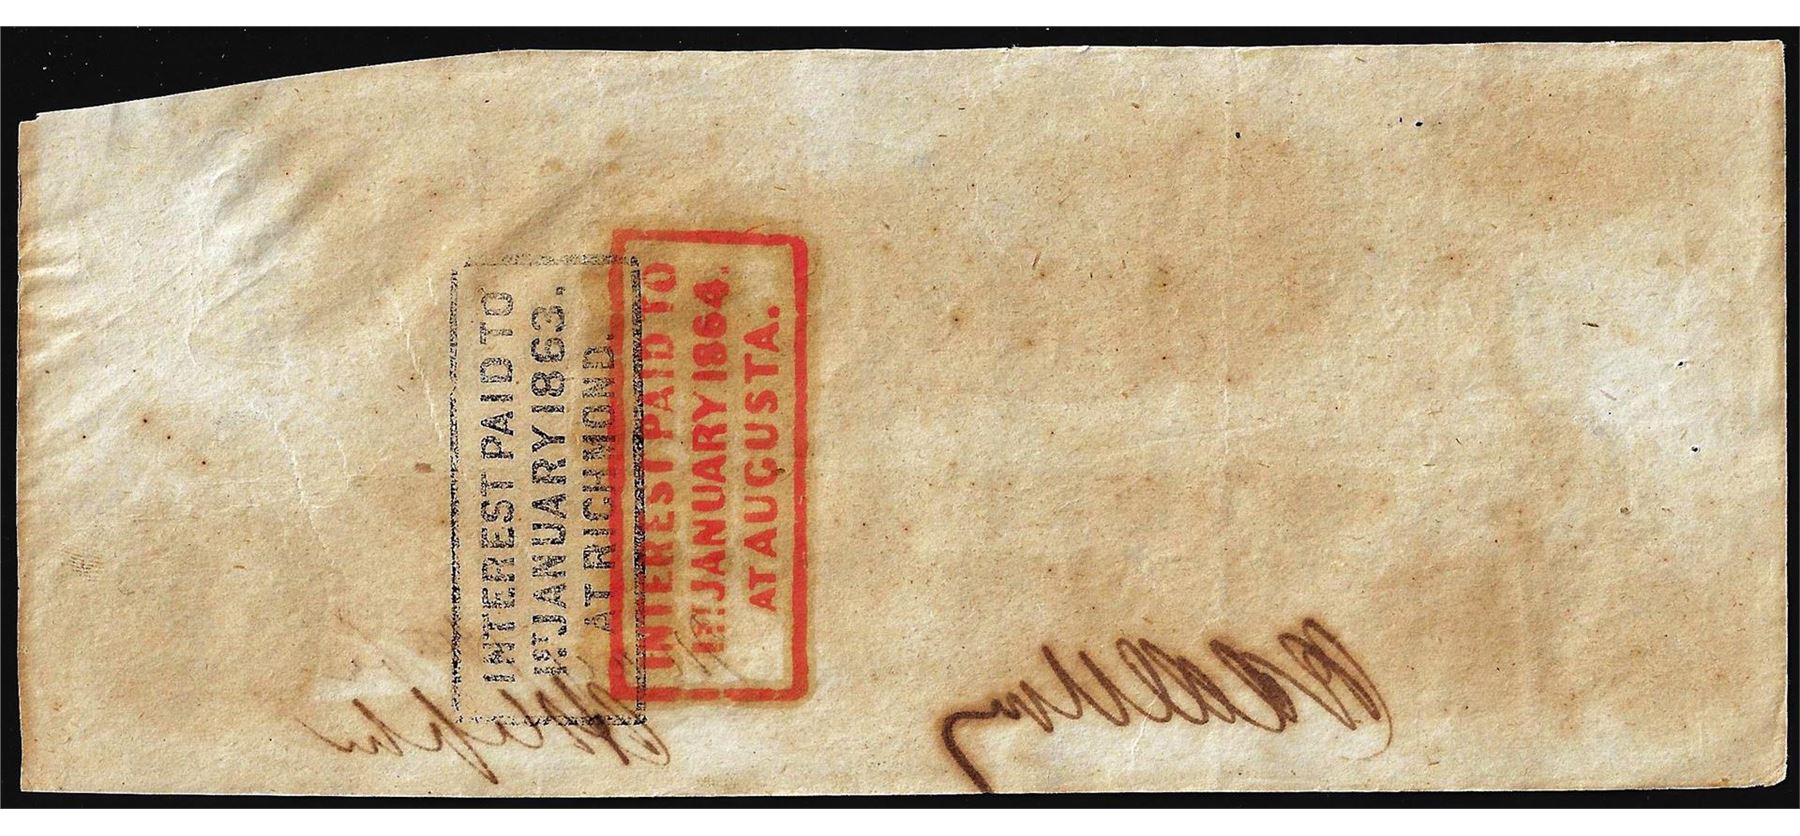 INTEREST PAID TO
1ST JANUARY 1863.
AT RICHMOND.
INTEREST PAID TO
1ST JANUARY 1864.
AT AUGUSTA.